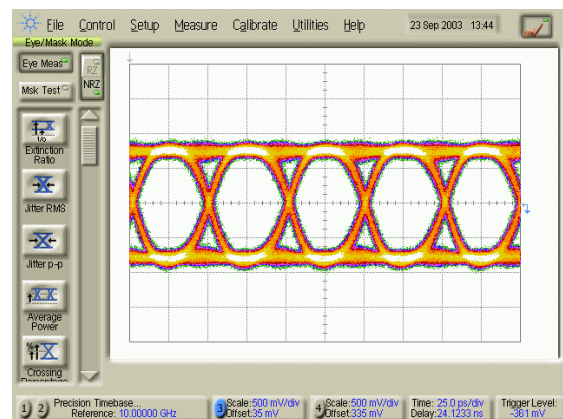 File Control Setup Measure Calibrate Utilities Help 23 Sep 2003 13:44
Eye/Mask Mode
Eye Meas
RZ
Msk Test
NRZ
1/0
Extinction
Ratio
Jitter RMS
Jitter p-p
Average
Power
%
Crossing
Percentage
1 2 Precision Timebase...
Reference: 10.00000 GHz
3 Scale:500 mV/div
Offset:35 mV
4 Scale:500 mV/div
Offset:335 mV
Time: 25.0 ps/div
Delay:24.1233 ns
Trigger Level:
-361 mV